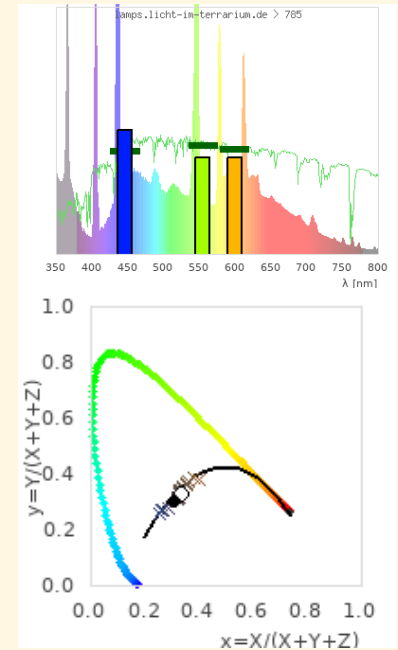 lamps.licht-im-terrarium.de > 785
350 400 450 500 550 600 650 700 750 800
λ [nm]
1.0
0.8
0.6
0.4
0.2
0.0
y=Y/(X+Y+Z)
0.0 0.2 0.4 0.6 0.8 1.0
x=X/(X+Y+Z)